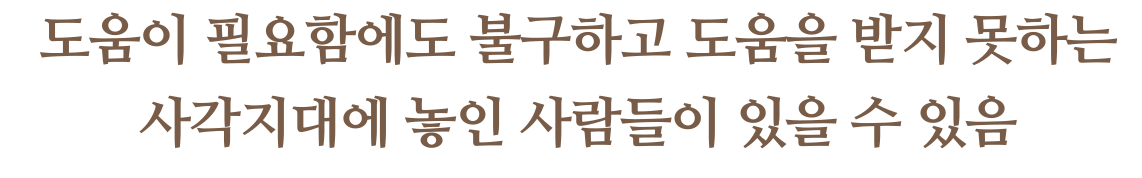 도움이 필요함에도 불구하고 도움을 받지 못하는
사각지대에 놓인 사람들이 있을 수 있음